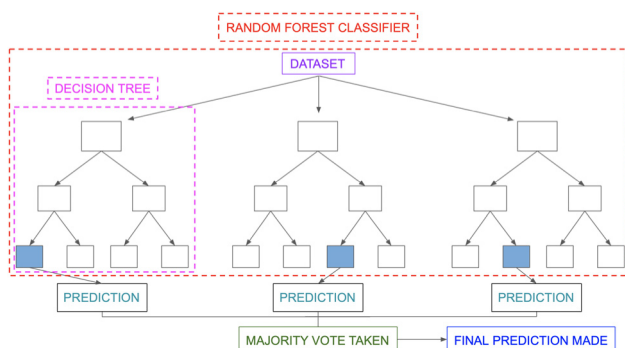 RANDOM FOREST CLASSIFIER
DATASET
DECISION TREE
PREDICTION
PREDICTION
PREDICTION
MAJORITY VOTE TAKEN
FINAL PREDICTION MADE